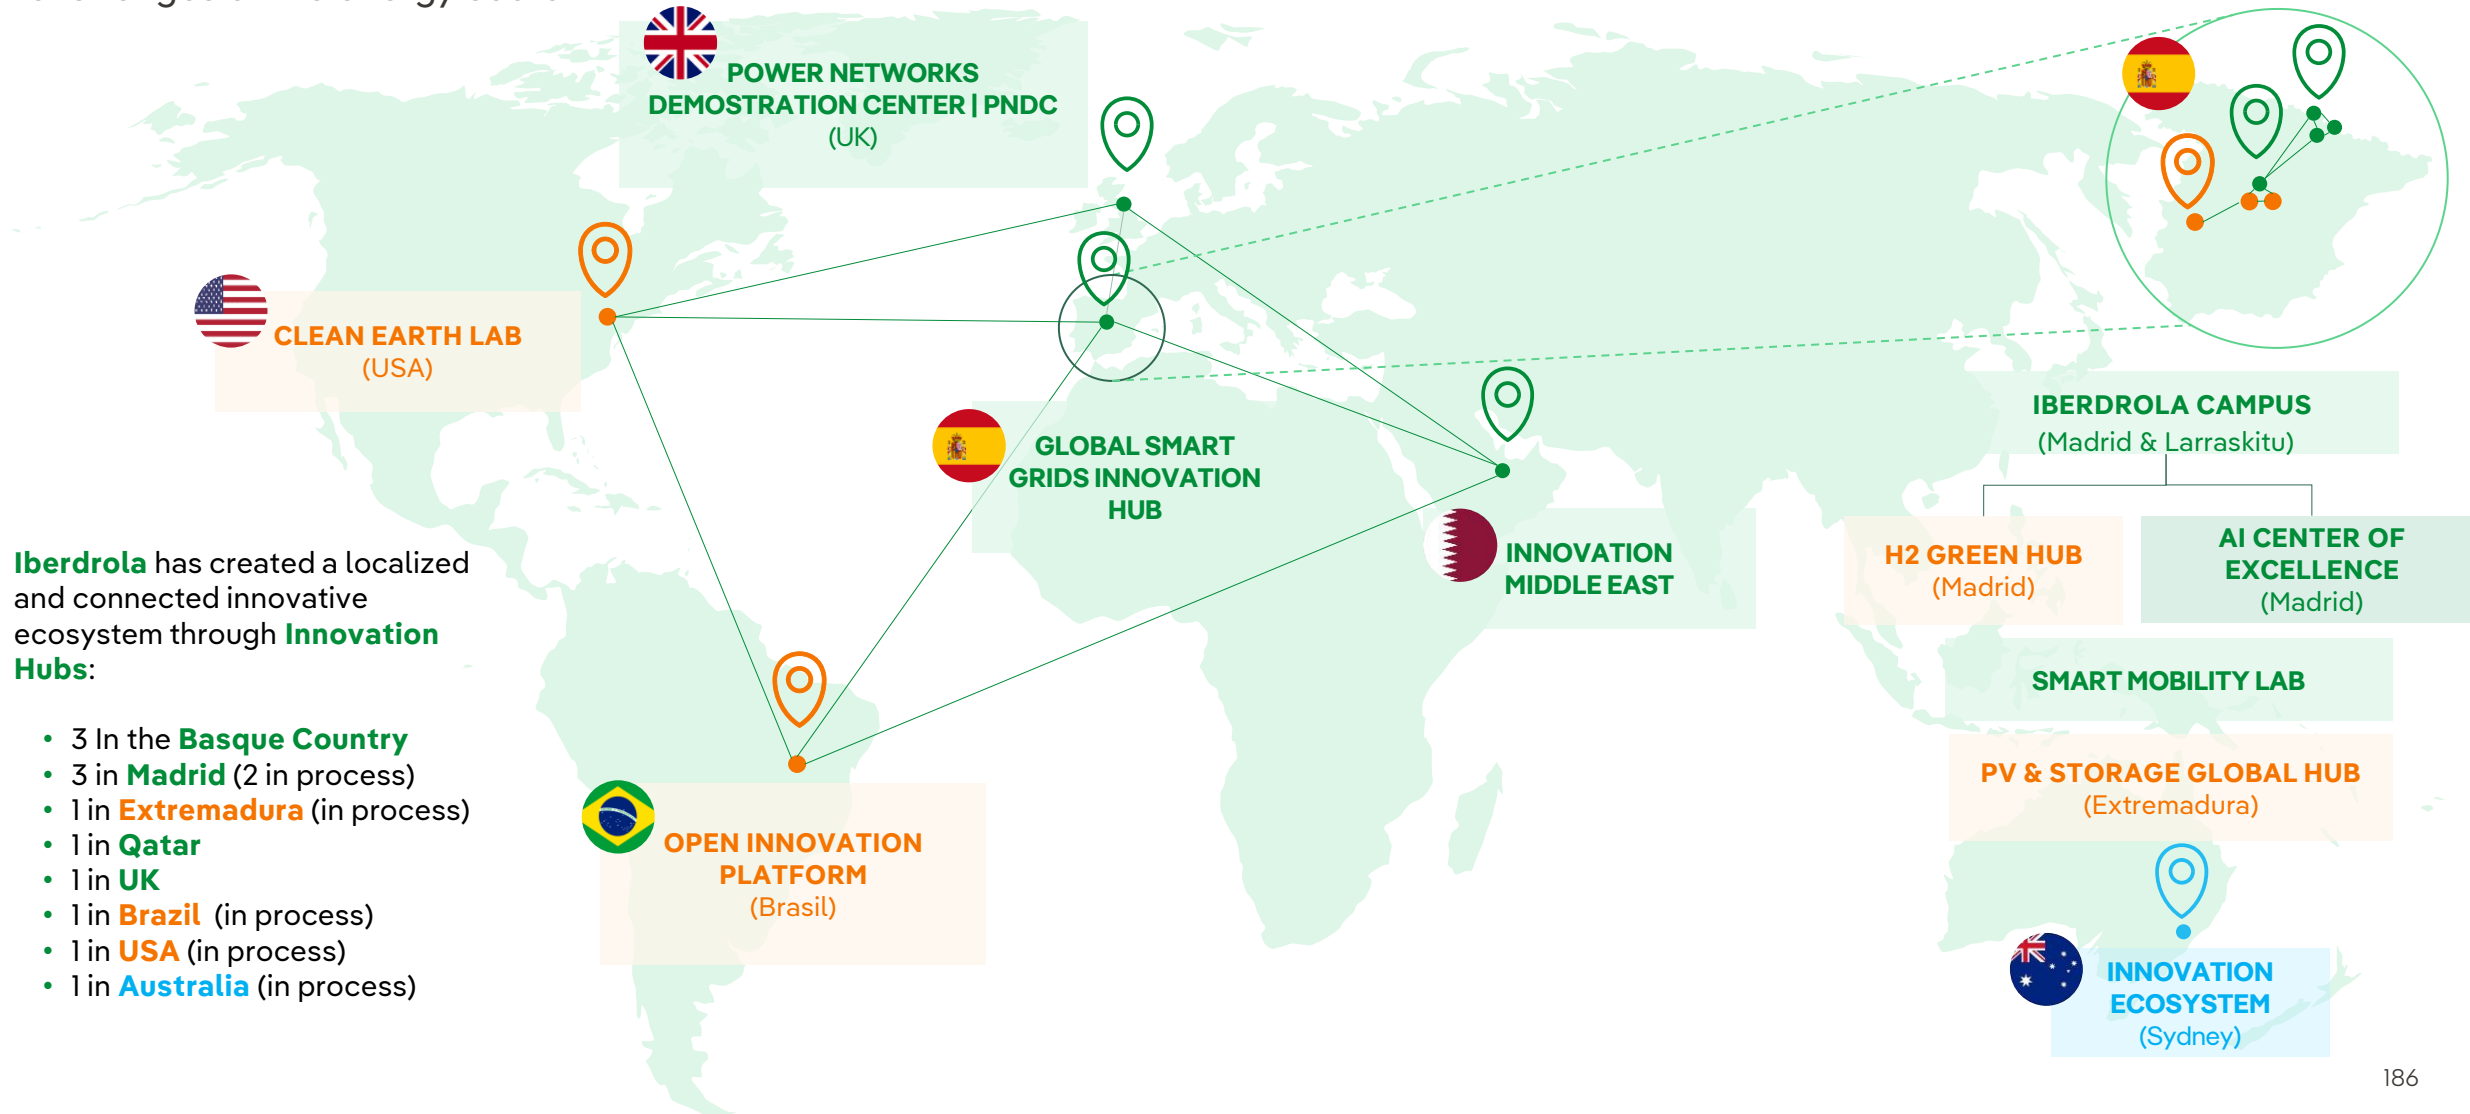 POWER NETWORKS
DEMOSTRATION CENTER | PNDC
(UK)
CLEAN EARTH LAB
(USA)
GLOBAL SMART
GRIDS INNOVATION
HUB
INNOVATION
MIDDLE EAST
OPEN INNOVATION
PLATFORM
(Brasil)
Iberdrola has created a localized
and connected innovative
ecosystem through Innovation
Hubs:
• 3 In the Basque Country
• 3 in Madrid (2 in process)
• 1 in Extremadura (in process)
• 1 in Qatar
• 1 in UK
• 1 in Brazil (in process)
• 1 in USA (in process)
• 1 in Australia (in process)
IBERDROLA CAMPUS
(Madrid & Larraskitu)
H2 GREEN HUB
(Madrid)
AI CENTER OF
EXCELLENCE
(Madrid)
SMART MOBILITY LAB
PV & STORAGE GLOBAL HUB
(Extremadura)
INNOVATION
ECOSYSTEM
(Sydney)
186